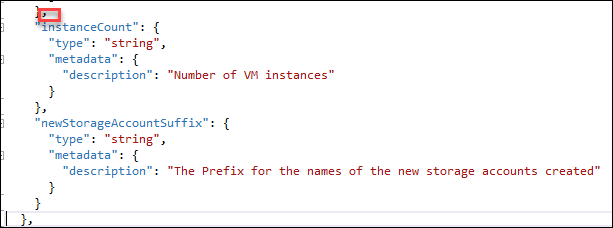 },
"instanceCount": {
"type": "string",
"metadata": {
"description": "Number of VM instances"
}
},
"newStorageAccountSuffix": {
"type": "string",
"metadata": {
"description": "The Prefix for the names of the new storage accounts created"
}
}
},